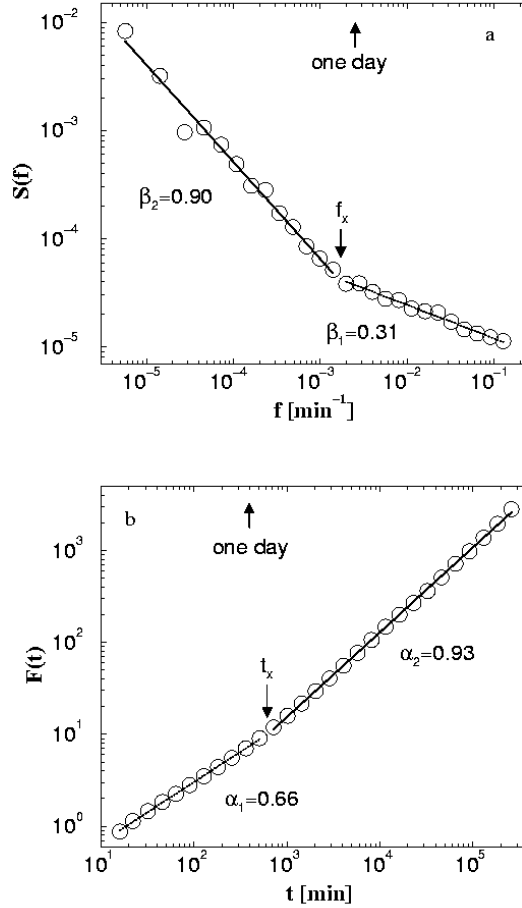 10⁻²
a
one day
10⁻³
S(f)
β₂=0.90
fₓ
10⁻⁴
β₁=0.31
10⁻⁵
10⁻⁵ 10⁻⁴ 10⁻³ 10⁻² 10⁻¹
f [min⁻¹]
b
10³
one day
10²
F(t)
α₂=0.93
tₓ
10¹
α₁=0.66
10⁰
10¹ 10² 10³ 10⁴ 10⁵
t [min]